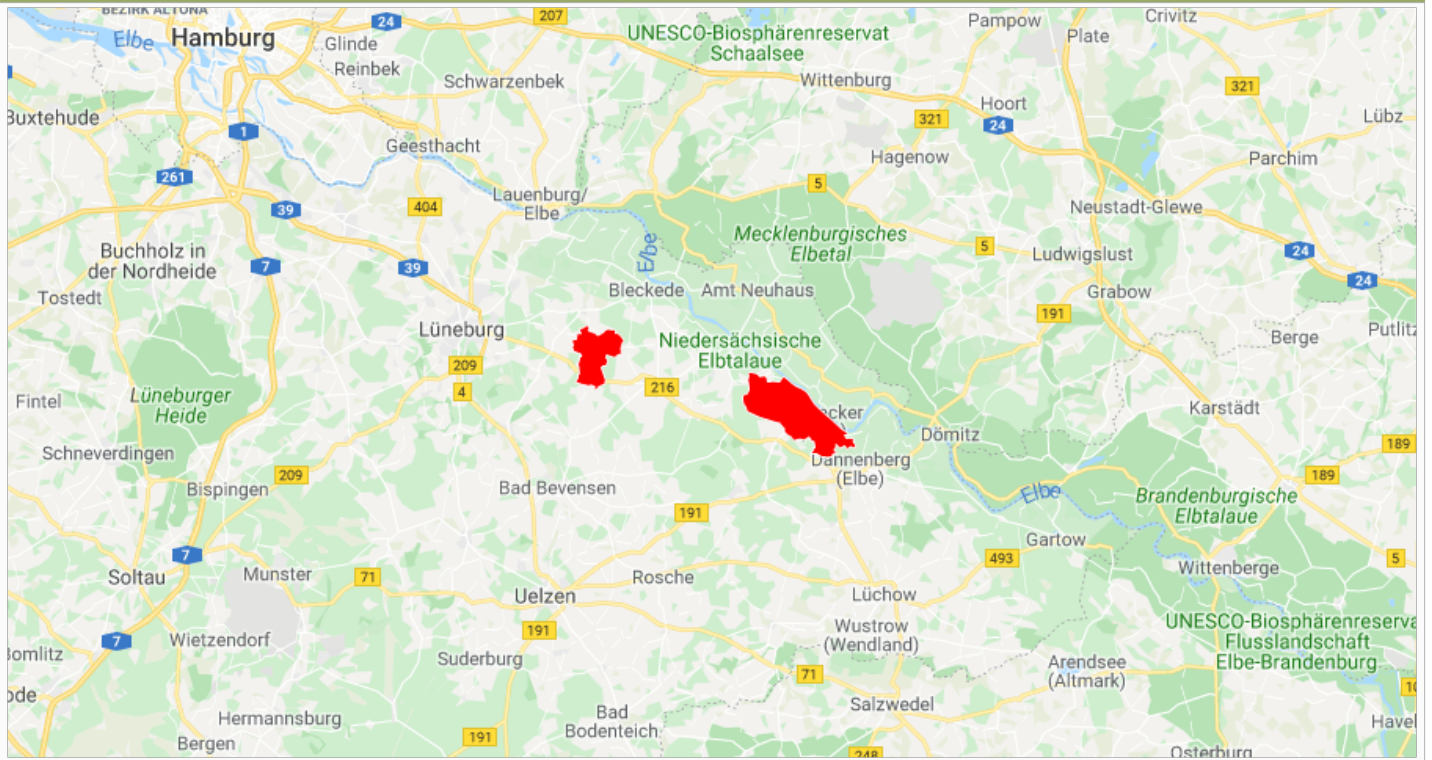 BEZIRK ALTONA
24
207
UNESCO-Biosphärenreservat
Schaalsee
Pampow
Crivitz
Elbe
Hamburg
Glinde
Plate
Reinbek
Schwarzenbek
Wittenburg
321
Hoort
Buxtehude
321
24
Lübz
1
Geesthacht
Hagenow
Parchim
261
5
39
404
Lauenburg/
Elbe
Neustadt-Glewe
Mecklenburgisches
Elbetal
Buchholz in
der Nordheide
Elbe
5
Ludwigslust
24
7
39
24
Tostedt
Bleckede
Amt Neuhaus
Grabow
191
Lüneburg
Niedersächsische
Elbtalaue
Berge
Putlitz
209
Lüneburger
Heide
4
216
Fintel
ecker
Karstädt
Dömitz
189
Schneverdingen
Dannenberg
(Elbe)
209
Bispingen
Bad Bevensen
189
Elbe
Brandenburgische
Elbtalaue
191
Gartow
7
493
5
Soltau
Munster
71
Rosche
Wittenberge
Uelzen
Lüchow
7
Wietzendorf
191
Wustrow
(Wendland)
UNESCO-Biosphärenreserva
Flusslandschaft
Elbe-Brandenburg
Bomlitz
Suderburg
Arendsee
(Altmark)
71
ode
10
Hermannsburg
Bad
Bodenteich
Salzwedel
Havel
Bergen
191
248
Osterburg